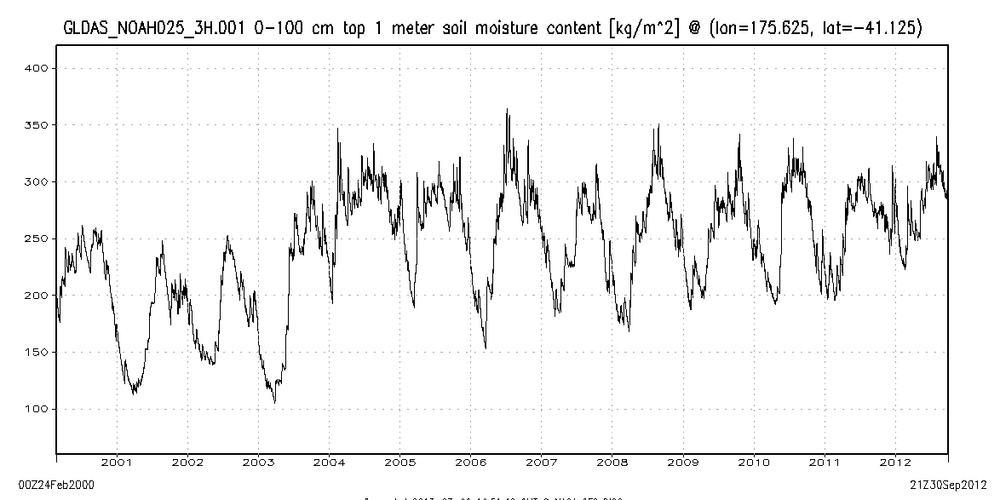 GLDAS_NOAH025_3H.001 0-100 cm top 1 meter soil moisture content [kg/m^2] @ (lon=175.625, lat=-41.125)
400
350
300
250
200
150
100
2001 2002 2003 2004 2005 2006 2007 2008 2009 2010 2011 2012
00Z24Feb2000 21Z30Sep2012